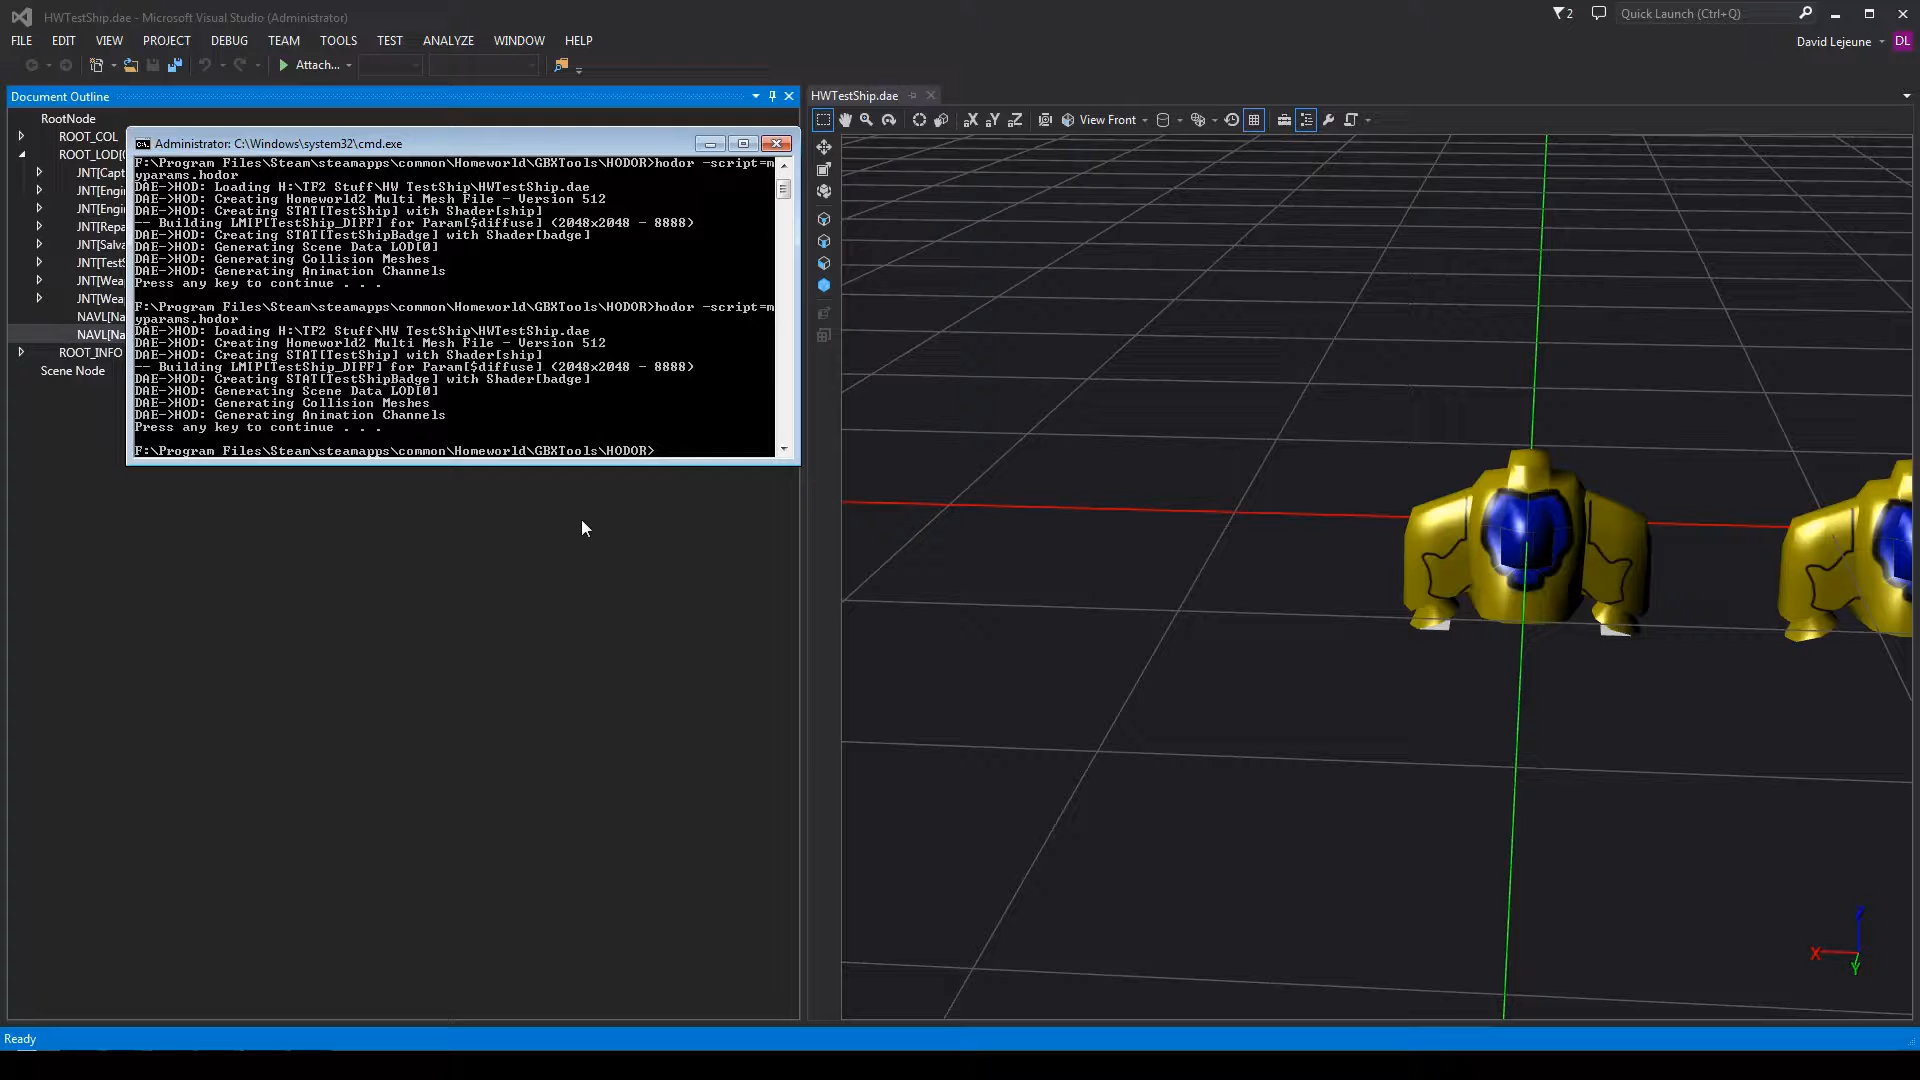 HWTestShip.dae - Microsoft Visual Studio (Administrator)
2
Quick Launch (Ctrl+Q)
FILE EDIT VIEW PROJECT DEBUG TEAM TOOLS TEST ANALYZE WINDOW HELP
David Lejeune
DL
Attach...
Document Outline
HWTestShip.dae
View Front
RootNode
ROOT_COL
ROOT_LOD[0
JNT[Capt
JNT[Engi
JNT[Engi
JNT[Repa
JNT[Salva
JNT[TestS
JNT[Wea
JNT[Wea
NAVL[Na
NAVL[Na
ROOT_INFO
Scene Node
Administrator: C:\Windows\system32\cmd.exe
F:\Program Files\Steam\steamapps\common\Homeworld\GBXTools\HODOR>hodor -script=m
yparams.hodor
DAE->HOD: Loading H:\TF2 Stuff\HW TestShip\HWTestShip.dae
DAE->HOD: Creating Homeworld2 Multi Mesh File - Version 512
DAE->HOD: Creating STAT[TestShip] with Shader[ship]
-- Building LMIP[TestShip_DIFF] for Param[$diffuse] (2048x2048 - 8888)
DAE->HOD: Creating STAT[TestShipBadge] with Shader[badge]
DAE->HOD: Generating Scene Data LOD[0]
DAE->HOD: Generating Collision Meshes
DAE->HOD: Generating Animation Channels
Press any key to continue . . .
F:\Program Files\Steam\steamapps\common\Homeworld\GBXTools\HODOR>hodor -script=m
yparams.hodor
DAE->HOD: Loading H:\TF2 Stuff\HW TestShip\HWTestShip.dae
DAE->HOD: Creating Homeworld2 Multi Mesh File - Version 512
DAE->HOD: Creating STAT[TestShip] with Shader[ship]
-- Building LMIP[TestShip_DIFF] for Param[$diffuse] (2048x2048 - 8888)
DAE->HOD: Creating STAT[TestShipBadge] with Shader[badge]
DAE->HOD: Generating Scene Data LOD[0]
DAE->HOD: Generating Collision Meshes
DAE->HOD: Generating Animation Channels
Press any key to continue . . .
F:\Program Files\Steam\steamapps\common\Homeworld\GBXTools\HODOR>
Z
X
Y
Ready